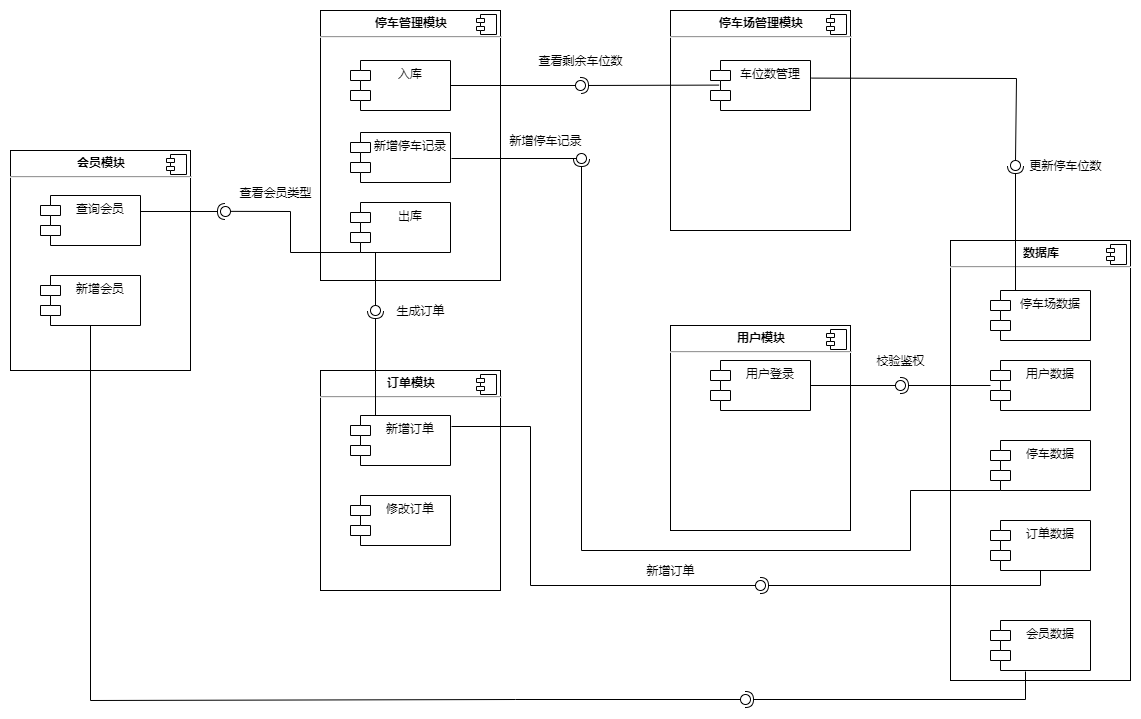 停车管理模块
停车场管理模块
入库
查看剩余车位数
车位数管理
新增停车记录
新增停车记录
会员模块
更新停车位数
查看会员类型
查询会员
出库
数据库
新增会员
停车场数据
生成订单
用户模块
校验鉴权
用户登录
用户数据
订单模块
新增订单
停车数据
修改订单
订单数据
新增订单
会员数据